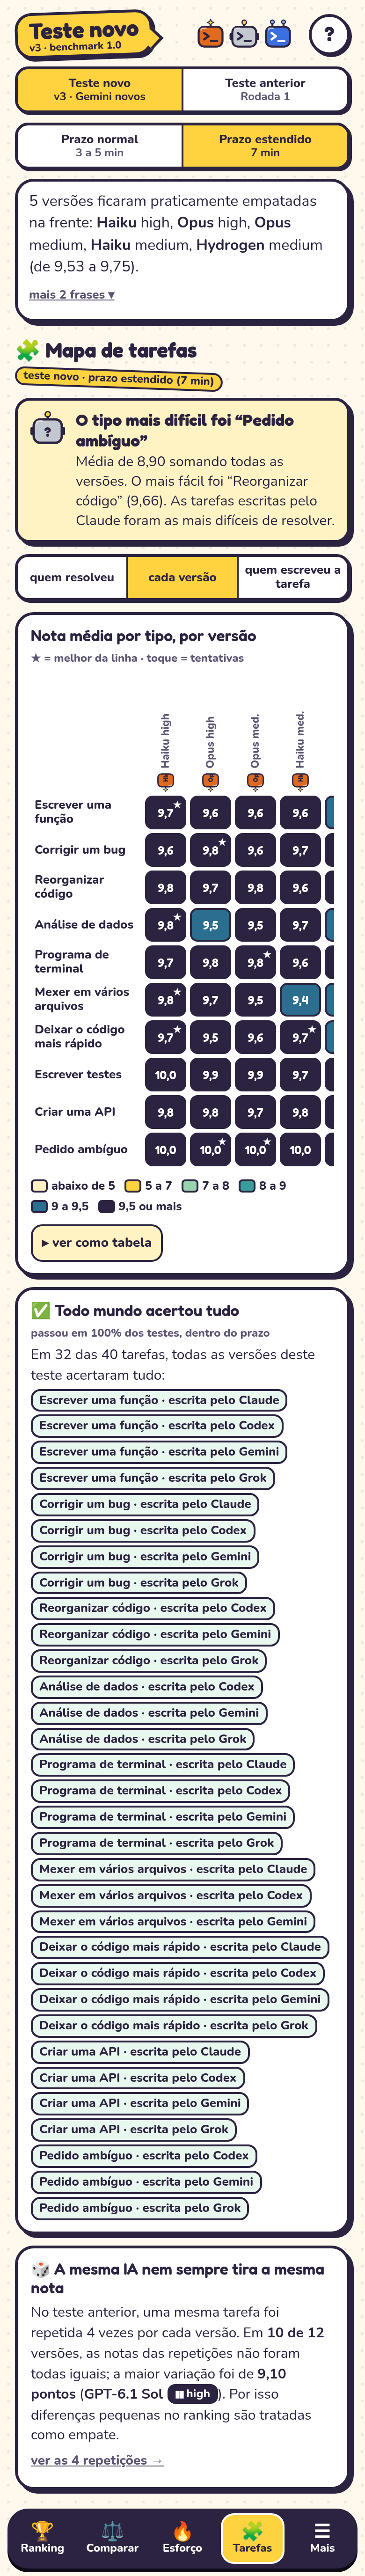 Teste novo
v3 · benchmark 1.0
?
Teste novo
v3 · Gemini novos
Teste anterior
Rodada 1
Prazo normal
3 a 5 min
Prazo estendido
7 min
5 versões ficaram praticamente empatadas
na frente: Haiku high, Opus high, Opus
medium, Haiku medium, Hydrogen medium
(de 9,53 a 9,75).
mais 2 frases ▾
🧩 Mapa de tarefas
teste novo · prazo estendido (7 min)
O tipo mais difícil foi “Pedido
ambíguo”
Média de 8,90 somando todas as
versões. O mais fácil foi “Reorganizar
código” (9,66). As tarefas escritas pelo
Claude foram as mais difíceis de resolver.
quem resolveu
cada versão
quem escreveu a
tarefa
Nota média por tipo, por versão
★ = melhor da linha · toque = tentativas
Haiku high
Opus high
Opus med.
Haiku med.
Escrever uma
função
9,7★ 9,6 9,6 9,6
Corrigir um bug 9,6 9,8★ 9,6 9,7
Reorganizar
código
9,8 9,7 9,8 9,6
Análise de dados 9,8★ 9,5 9,5 9,7
Programa de
terminal
9,7 9,8 9,8★ 9,6
Mexer em vários
arquivos
9,8★ 9,7 9,5 9,4
Deixar o código
mais rápido
9,7★ 9,5 9,6 9,7★
Escrever testes 10,0 9,9 9,9 9,7
Criar uma API 9,8 9,8 9,7 9,8
Pedido ambíguo 10,0 10,0★ 10,0★ 10,0
abaixo de 5 5 a 7 7 a 8 8 a 9
9 a 9,5 9,5 ou mais
▸ ver como tabela
✅ Todo mundo acertou tudo
passou em 100% dos testes, dentro do prazo
Em 32 das 40 tarefas, todas as versões deste
teste acertaram tudo:
Escrever uma função · escrita pelo Claude
Escrever uma função · escrita pelo Codex
Escrever uma função · escrita pelo Gemini
Escrever uma função · escrita pelo Grok
Corrigir um bug · escrita pelo Claude
Corrigir um bug · escrita pelo Codex
Corrigir um bug · escrita pelo Gemini
Corrigir um bug · escrita pelo Grok
Reorganizar código · escrita pelo Codex
Reorganizar código · escrita pelo Gemini
Reorganizar código · escrita pelo Grok
Análise de dados · escrita pelo Codex
Análise de dados · escrita pelo Gemini
Análise de dados · escrita pelo Grok
Programa de terminal · escrita pelo Claude
Programa de terminal · escrita pelo Codex
Programa de terminal · escrita pelo Gemini
Programa de terminal · escrita pelo Grok
Mexer em vários arquivos · escrita pelo Claude
Mexer em vários arquivos · escrita pelo Codex
Mexer em vários arquivos · escrita pelo Gemini
Deixar o código mais rápido · escrita pelo Claude
Deixar o código mais rápido · escrita pelo Codex
Deixar o código mais rápido · escrita pelo Gemini
Deixar o código mais rápido · escrita pelo Grok
Criar uma API · escrita pelo Claude
Criar uma API · escrita pelo Codex
Criar uma API · escrita pelo Gemini
Criar uma API · escrita pelo Grok
Pedido ambíguo · escrita pelo Codex
Pedido ambíguo · escrita pelo Gemini
Pedido ambíguo · escrita pelo Grok
🎲 A mesma IA nem sempre tira a mesma
nota
No teste anterior, uma mesma tarefa foi
repetida 4 vezes por cada versão. Em 10 de 12
versões, as notas das repetições não foram
todas iguais; a maior variação foi de 9,10
pontos (GPT-6.1 Sol high). Por isso
diferenças pequenas no ranking são tratadas
como empate.
ver as 4 repetições →
Ranking
Comparar
Esforço
Tarefas
Mais